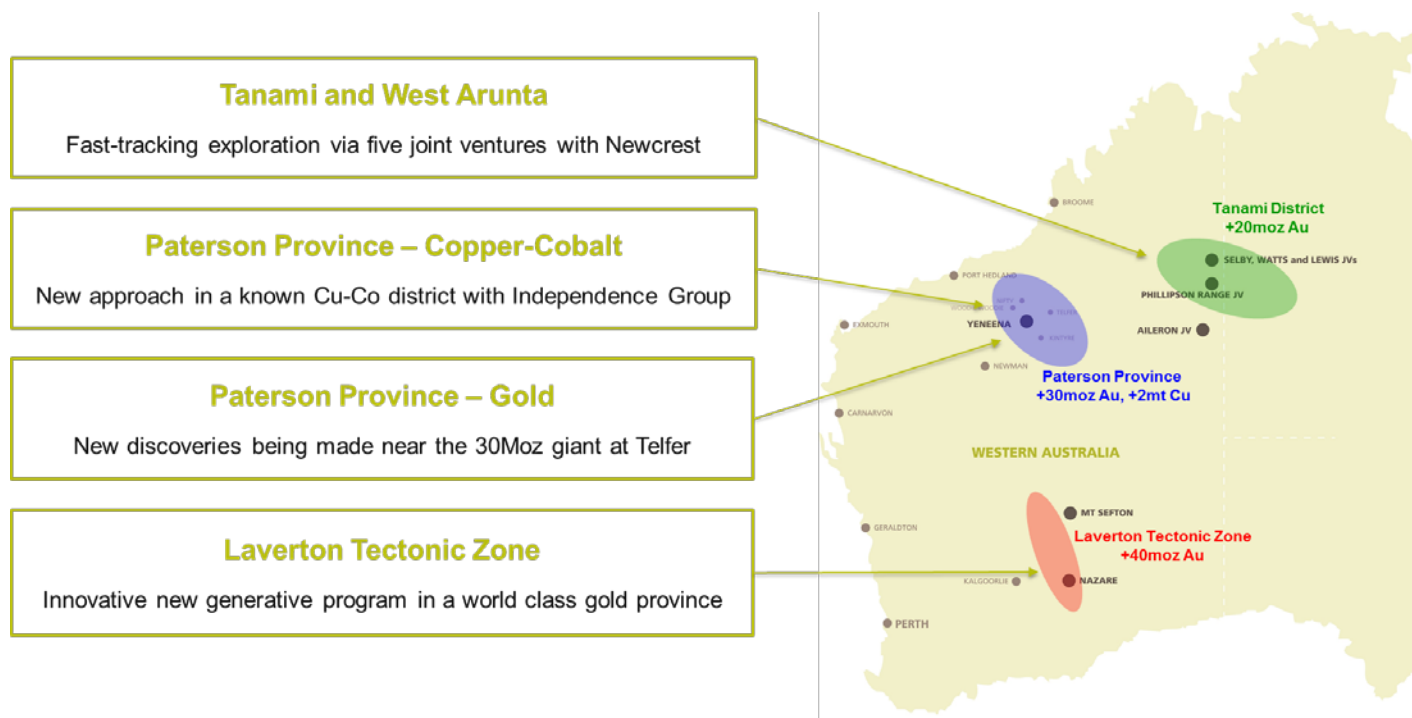 Tanami and West Arunta
Fast-tracking exploration via five joint ventures with Newcrest
Paterson Province – Copper-Cobalt
New approach in a known Cu-Co district with Independence Group
Paterson Province – Gold
New discoveries being made near the 30Moz giant at Telfer
Laverton Tectonic Zone
Innovative new generative program in a world class gold province
BROOME
Tanami District
+20moz Au
SELBY, WATTS and LEWIS JVs
PHILLIPSON RANGE JV
PORT HEDLAND
NIFTY
TELFER
YENEENA
KINTYRE
EXMOUTH
AILERON JV
NEWMAN
Paterson Province
+30moz Au, +2mt Cu
CARNARVON
WESTERN AUSTRALIA
MT SEFTON
GERALDTON
Laverton Tectonic Zone
+40moz Au
KALGOORLIE
NAZARE
PERTH